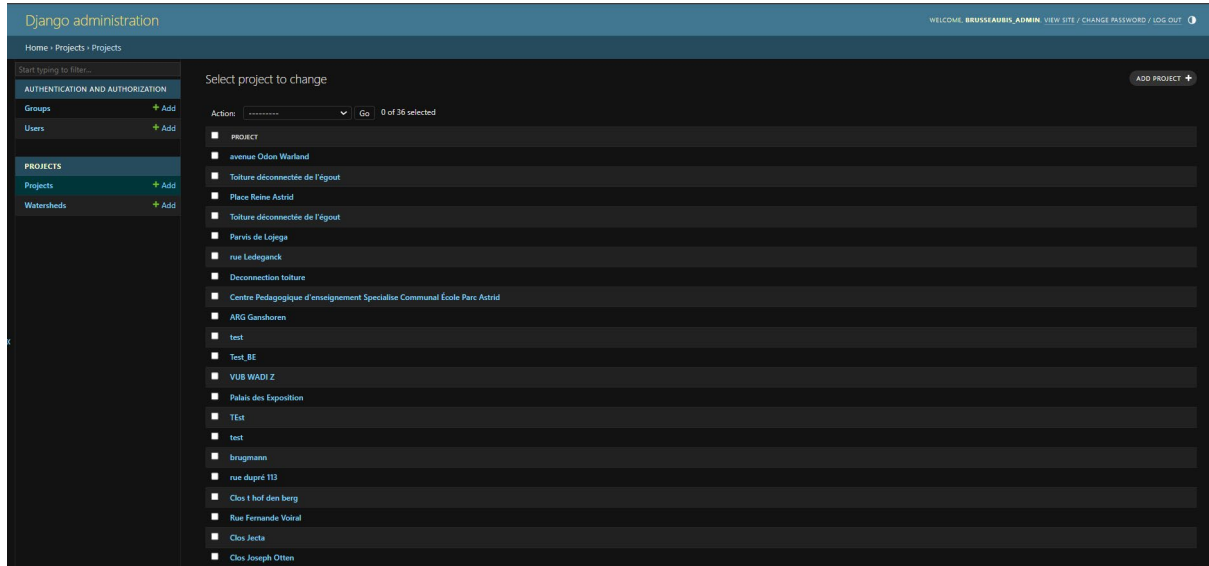 Django administration
WELCOME, BRUSSEAUBIS_ADMIN. VIEW SITE / CHANGE PASSWORD / LOG OUT
Home › Projects › Projects
Start typing to filter...
AUTHENTICATION AND AUTHORIZATION
Groups + Add
Users + Add
PROJECTS
Projects + Add
Watersheds + Add
Select project to change
ADD PROJECT +
Action: --------- Go 0 of 36 selected
PROJECT
avenue Odon Warland
Toiture déconnectée de l'égout
Place Reine Astrid
Toiture déconnectée de l'égout
Parvis de Lojega
rue Ledeganck
Deconnection toiture
Centre Pedagogique d'enseignement Specialise Communal École Parc Astrid
ARG Ganshoren
test
Test_BE
VUB WADI Z
Palais des Exposition
TEst
test
brugmann
rue dupré 113
Clos t hof den berg
Rue Fernande Voiral
Clos Jecta
Clos Joseph Otten